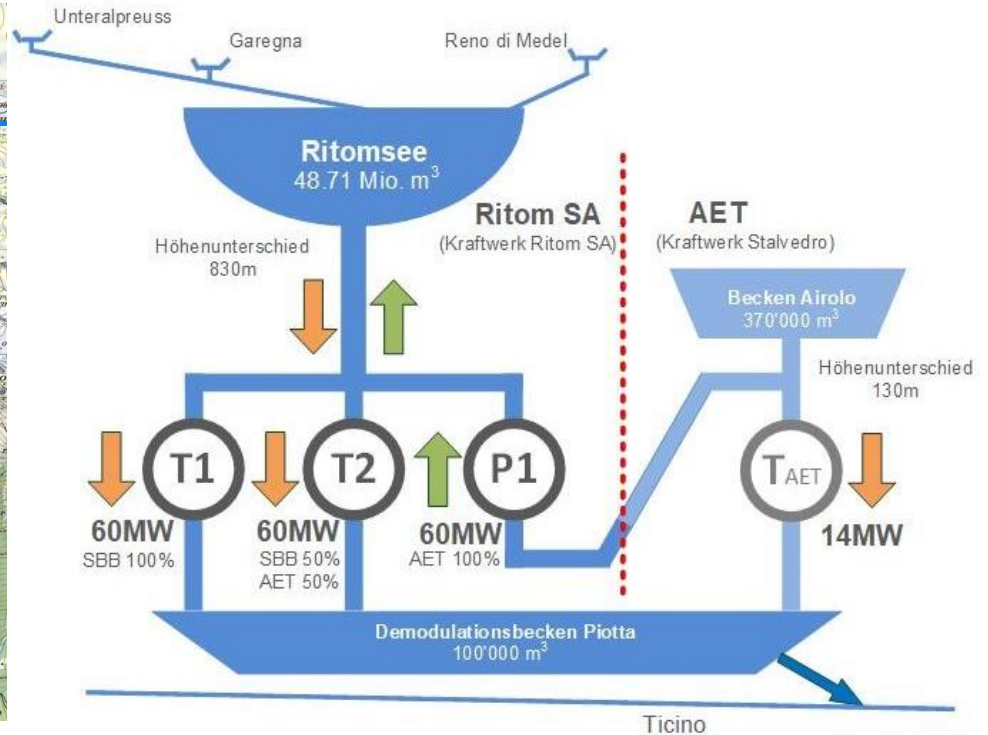 Unteralpreuss
Garegna
Reno di Medel
Ritomsee
48.71 Mio. m³
Höhenunterschied
830m
Ritom SA
(Kraftwerk Ritom SA)
AET
(Kraftwerk Stalvedro)
Becken Airolo
370'000 m³
Höhenunterschied
130m
T1
T2
P1
TAET
60MW
SBB 100%
60MW
SBB 50%
AET 50%
60MW
AET 100%
14MW
Demodulationsbecken Piotta
100'000 m³
Ticino